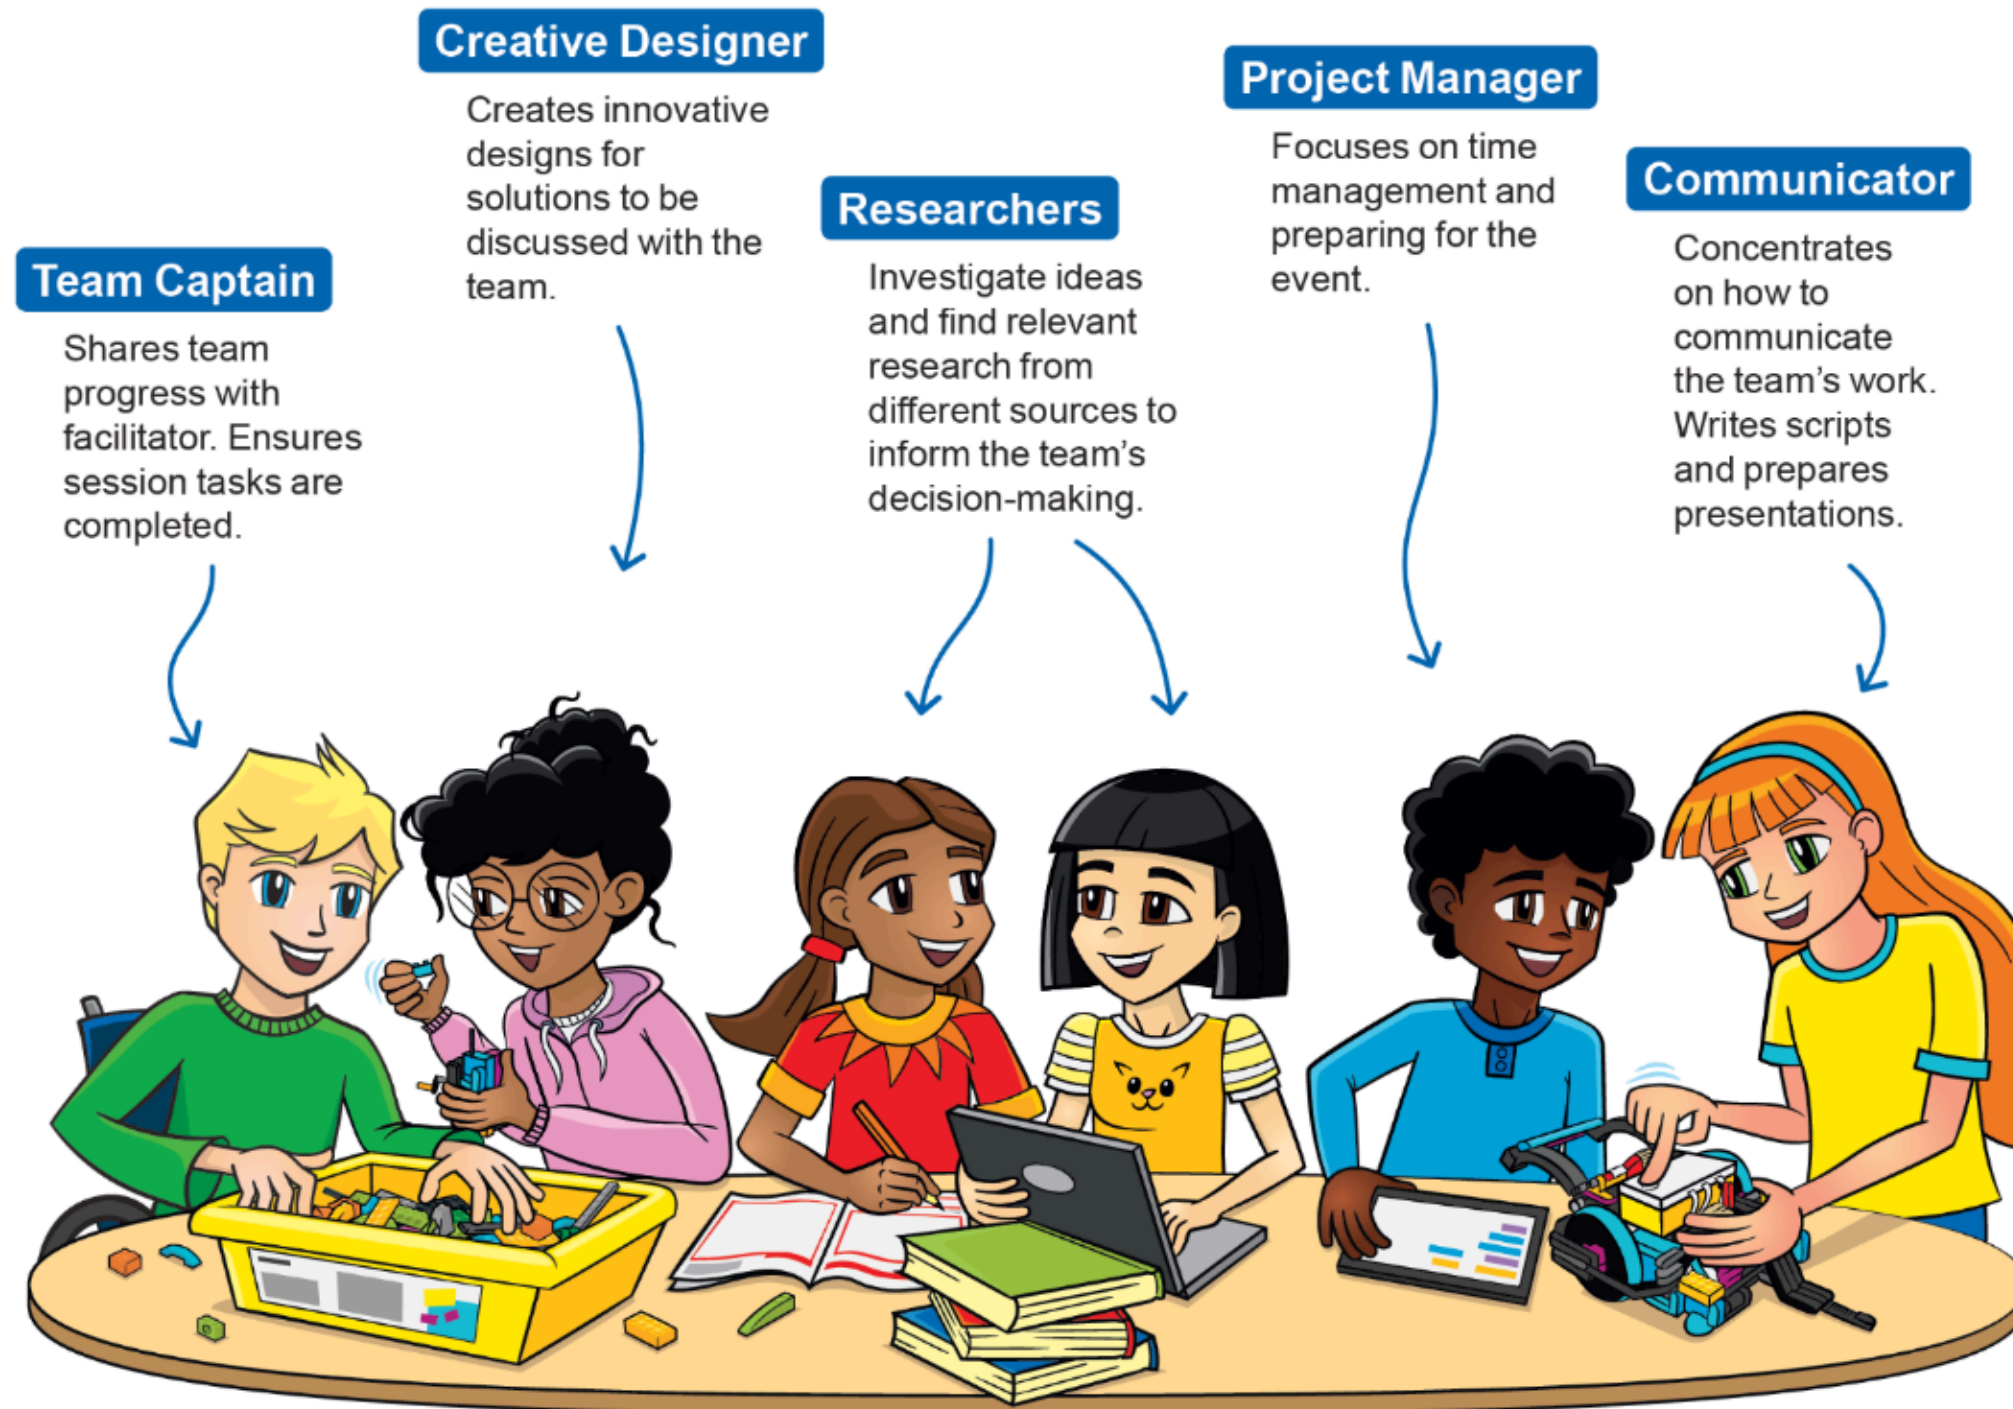 Team Captain
Shares team
progress with
facilitator. Ensures
session tasks are
completed.
Creative Designer
Creates innovative
designs for
solutions to be
discussed with the
team.
Researchers
Investigate ideas
and find relevant
research from
different sources to
inform the team’s
decision-making.
Project Manager
Focuses on time
management and
preparing for the
event.
Communicator
Concentrates
on how to
communicate
the team’s work.
Writes scripts
and prepares
presentations.